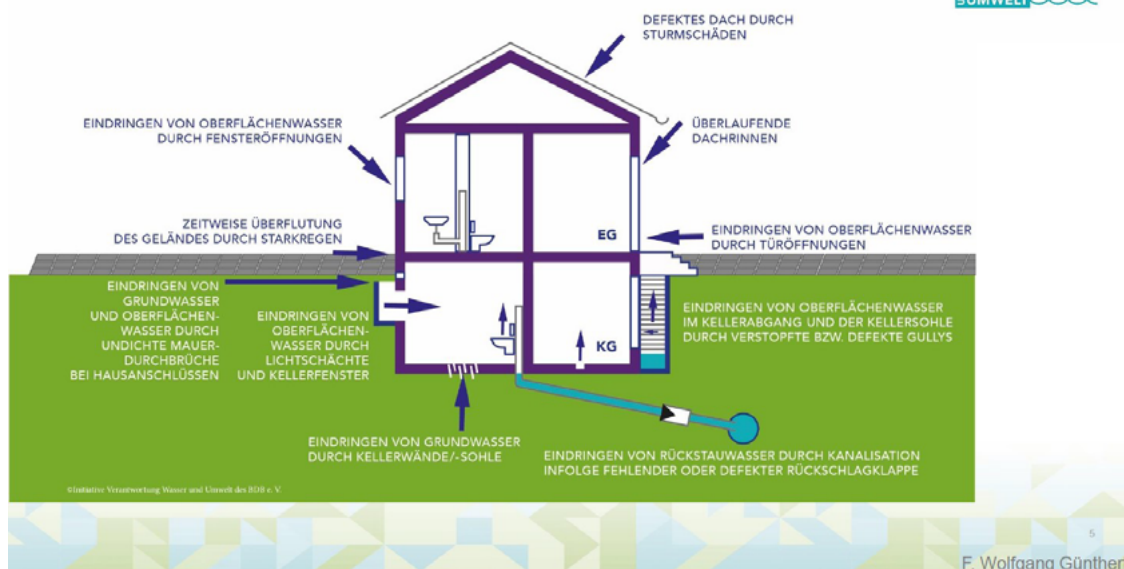 UMWELT
DEFEKTES DACH DURCH
STURMSCHÄDEN
EINDRINGEN VON OBERFLÄCHENWASSER
DURCH FENSTERÖFFNUNGEN
ÜBERLAUFENDE
DACHRINNEN
ZEITWEISE ÜBERFLUTUNG
DES GELÄNDES DURCH STARKREGEN
EG
EINDRINGEN VON OBERFLÄCHENWASSER
DURCH TÜRÖFFNUNGEN
EINDRINGEN VON
GRUNDWASSER
UND OBERFLÄCHEN-
WASSER DURCH
UNDICHTE MAUER-
DURCHBRÜCHE
BEI HAUSANSCHLÜSSEN
EINDRINGEN VON
OBERFLÄCHEN-
WASSER DURCH
LICHTSCHÄCHTE
UND KELLERFENSTER
KG
EINDRINGEN VON OBERFLÄCHENWASSER
IM KELLERABGANG UND DER KELLERSOHLE
DURCH VERSTOPFTE BZW. DEFEKTE GULLYS
EINDRINGEN VON GRUNDWASSER
DURCH KELLERWÄNDE/-SOHLE
EINDRINGEN VON RÜCKSTAUWASSER DURCH KANALISATION
INFOLGE FEHLENDER ODER DEFEKTER RÜCKSCHLAGKLAPPE
©Initiative Verantwortung Wasser und Umwelt des BDB e. V.
5
F. Wolfgang Günther